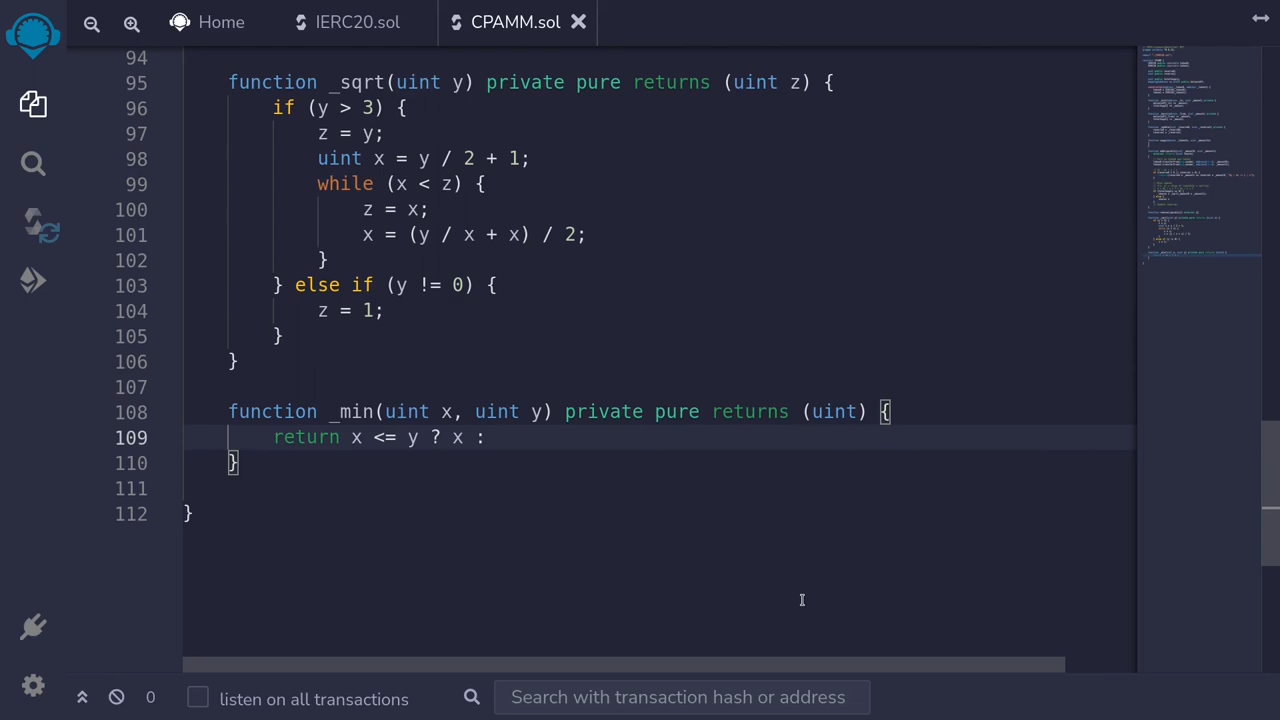 Home
IERC20.sol
CPAMM.sol
94
95 function _sqrt(uint y) private pure returns (uint z) {
96 if (y > 3) {
97 z = y;
98 uint x = y / 2 + 1;
99 while (x < z) {
100 z = x;
101 x = (y / x + x) / 2;
102 }
103 } else if (y != 0) {
104 z = 1;
105 }
106 }
107
108 function _min(uint x, uint y) private pure returns (uint) {
109 return x <= y ? x :
110 }
111
112 }
0
listen on all transactions
Search with transaction hash or address